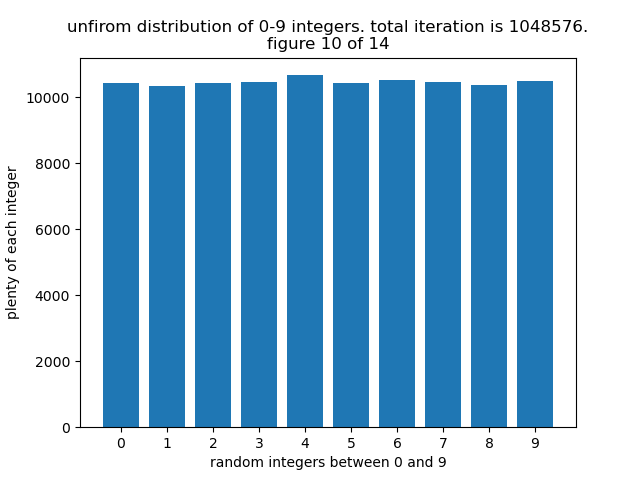 unfirom distribution of 0-9 integers. total iteration is 1048576.
figure 10 of 14
10000
8000
6000
4000
2000
0
plenty of each integer
0 1 2 3 4 5 6 7 8 9
random integers between 0 and 9